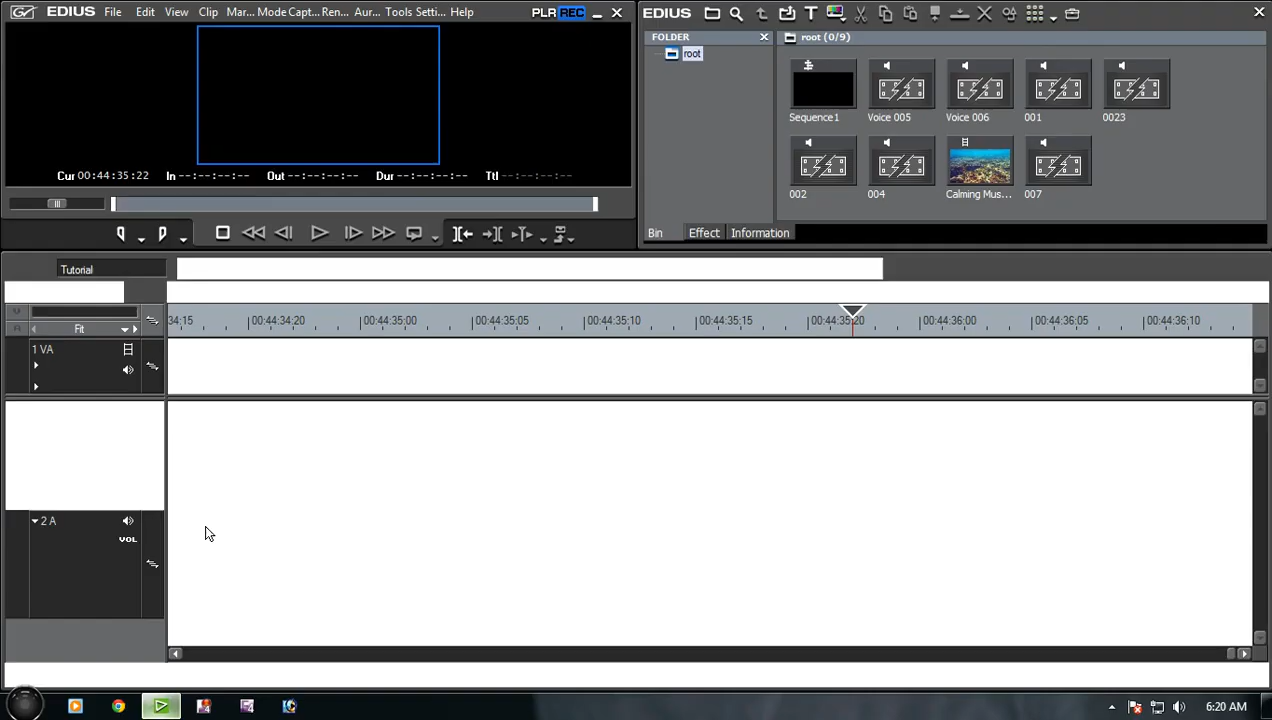 EDIUS File Edit View Clip Mar... Mode Capt... Ren... Aur... Tools Setti... Help PLR REC
Cur 00:44:35:22 In --:--:--:-- Out --:--:--:-- Dur --:--:--:-- Ttl --:--:--:--
EDIUS
FOLDER
root
root (0/9)
Sequence1 Voice 005 Voice 006 001 0023
002 004 Calming Mus... 007
Bin Effect Information
Tutorial
Fit
34:15 00:44:34:20 00:44:35:00 00:44:35:05 00:44:35:10 00:44:35:15 00:44:35:20 00:44:36:00 00:44:36:05 00:44:36:10
1 VA
2 A
VOL
6:20 AM